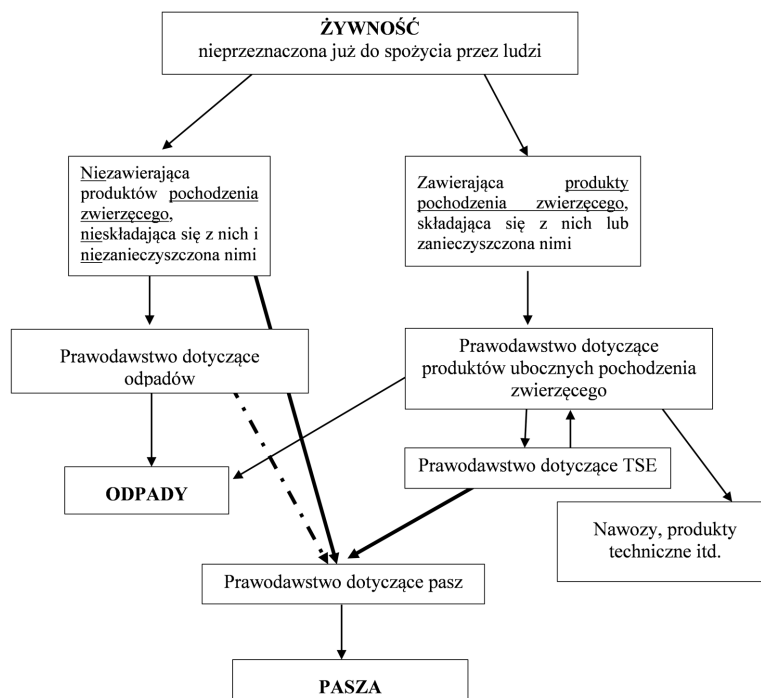 ŻYWNOŚĆ
nieprzeznaczona już do spożycia przez ludzi
Niezawierająca
produktów pochodzenia
zwierzęcego,
nieskładająca się z nich i
niezanieczyszczona nimi
Zawierająca produkty
pochodzenia zwierzęcego,
składająca się z nich lub
zanieczyszczona nimi
Prawodawstwo dotyczące
odpadów
Prawodawstwo dotyczące
produktów ubocznych pochodzenia
zwierzęcego
ODPADY
Prawodawstwo dotyczące TSE
Nawozy, produkty
techniczne itd.
Prawodawstwo dotyczące pasz
PASZA